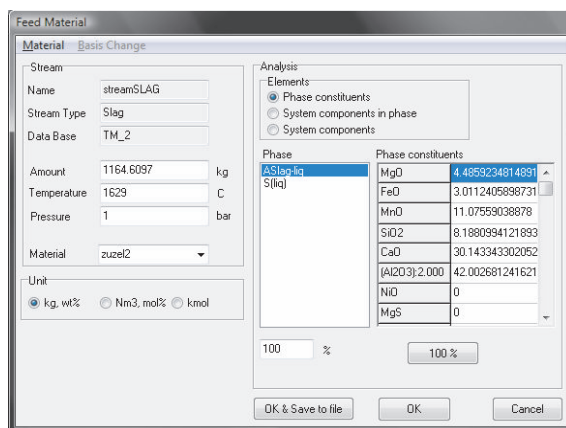 Feed Material
Material Basis Change
Stream
Name streamSLAG
Stream Type Slag
Data Base TM_2
Amount 1164.6097 kg
Temperature 1629 C
Pressure 1 bar
Material zuzel2
Unit
kg, wt% Nm3, mol% kmol
Analysis
Elements
Phase constituents
System components in phase
System components
Phase
ASlag-liq
S(liq)
100 %
Phase constituents
MgO 4.4859234814891
FeO 3.0112405898731
MnO 11.07559038878
SiO2 8.1880994121893
CaO 30.143343302052
(Al2O3):2.000 42.002681241621
NiO 0
MgS 0
100 %
OK & Save to file OK Cancel